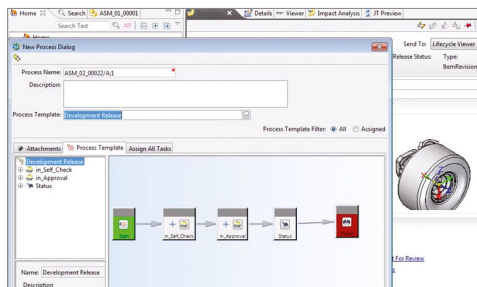 Home Search ASM_01_00001
Details Viewer Impact Analysis JT Preview
Search Text
Home
New Process Dialog
Send To: Lifecycle Viewer
Release Status: Type:
ItemRevision
Process Name: ASM_02_00022/A;1 *
Description:
Process Template: Development Release
Process Template Filter: All Assigned
Attachments Process Template Assign All Tasks
Development Release
in_Self_Check
in_Approval
Status
Start in_Self_Check in_Approval Status
t For Review
Name: Development Release
Description